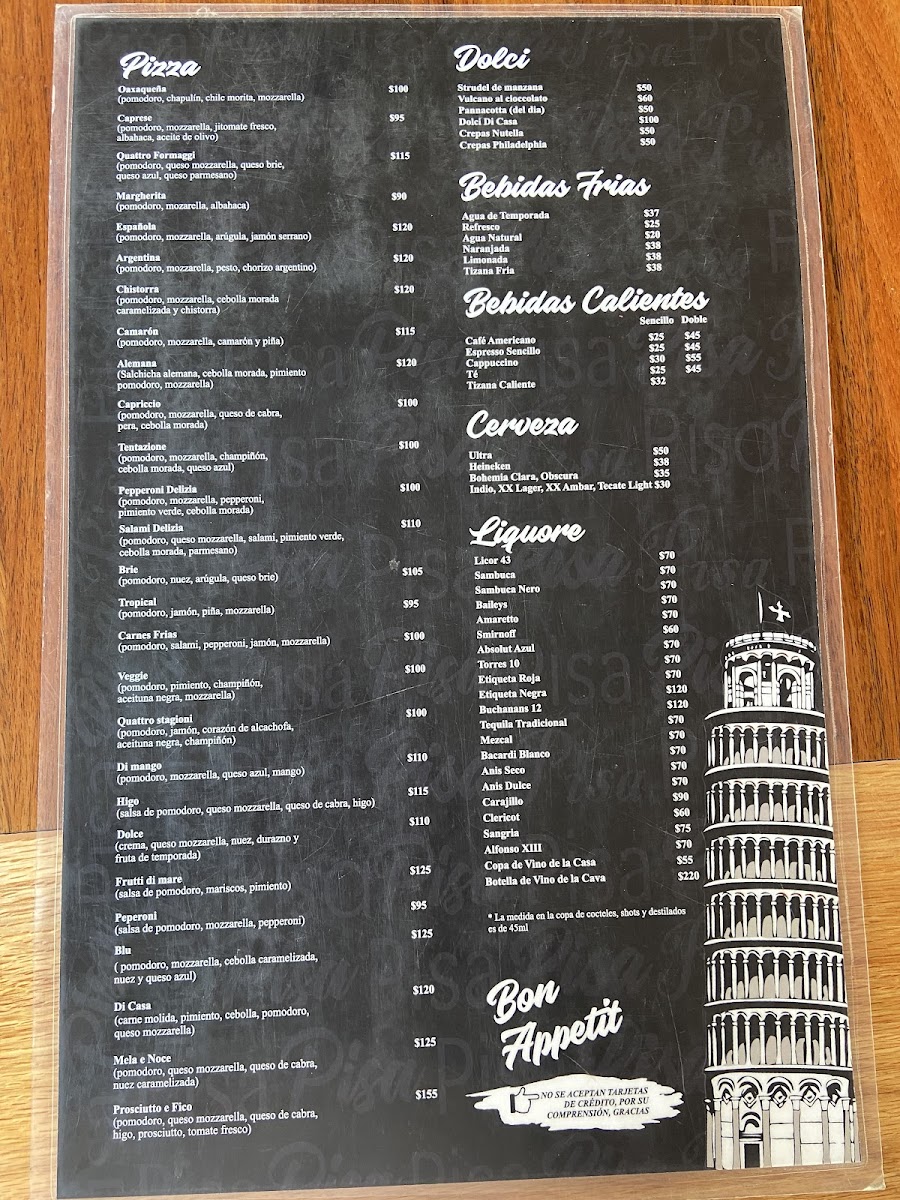 Pizza
Oaxaqueña $100
(pomodoro, chapulín, chile morita, mozzarella)
Caprese $95
(pomodoro, mozzarella, jitomate fresco,
albahaca, aceite de olivo)
Quattro Formaggi $115
(pomodoro, queso mozzarella, queso brie,
queso azul, queso parmesano)
Margherita $90
(pomodoro, mozarella, albahaca)
Española $120
(pomodoro, mozzarella, arúgula, jamón serrano)
Argentina $120
(pomodoro, mozzarella, pesto, chorizo argentino)
Chistorra $120
(pomodoro, mozzarella, cebolla morada
caramelizada y chistorra)
Camarón $115
(pomodoro, mozzarella, camarón y piña)
Alemana $120
(Salchicha alemana, cebolla morada, pimiento
pomodoro, mozzarella)
Capriccio $100
(pomodoro, mozzarella, queso de cabra,
pera, cebolla morada)
Tentazione $100
(pomodoro, mozzarella, champiñón,
cebolla morada, queso azul)
Pepperoni Delizia $100
(pomodoro, mozzarella, pepperoni,
pimiento verde, cebolla morada)
Salami Delizia $110
(pomodoro, queso mozzarella, salami, pimiento verde,
cebolla morada, parmesano)
Brie $105
(pomodoro, nuez, arúgula, queso brie)
Tropical $95
(pomodoro, jamón, piña, mozzarella)
Carnes Frias $100
(pomodoro, salami, pepperoni, jamón, mozzarella)
Veggie $100
(pomodoro, pimiento, champiñón,
aceituna negra, mozzarella)
Quattro stagioni $100
(pomodoro, jamón, corazón de alcachofa,
aceituna negra, champiñón)
Di mango $110
(pomodoro, mozzarella, queso azul, mango)
Higo $115
(salsa de pomodoro, queso mozzarella, queso de cabra, higo)
Dolce $110
(crema, queso mozzarella, nuez, durazno y
fruta de temporada)
Frutti di mare $125
(salsa de pomodoro, mariscos, pimiento)
Peperoni $95
(salsa de pomodoro, mozzarella, pepperoni)
Blu $125
( pomodoro, mozzarella, cebolla caramelizada,
nuez y queso azul)
Di Casa $120
(carne molida, pimiento, cebolla, pomodoro,
queso mozzarella)
Mela e Noce $125
(pomodoro, queso mozzarella, queso de cabra,
nuez caramelizada)
Prosciutto e Fico $155
(pomodoro, queso mozzarella, queso de cabra,
higo, prosciutto, tomate fresco)
Dolci
Strudel de manzana $50
Vulcano al cioccolato $60
Pannacotta (del dia) $50
Dolci Di Casa $100
Crepas Nutella $50
Crepas Philadelphia $50
Bebidas Frias
Agua de Temporada $37
Refresco $25
Agua Natural $20
Naranjada $38
Limonada $38
Tizana Fria $38
Bebidas Calientes
Sencillo Doble
Café Americano $25 $45
Espresso Sencillo $25 $45
Cappuccino $30 $55
Té $25 $45
Tizana Caliente $32
Cerveza
Ultra $50
Heineken $38
Bohemia Clara, Obscura $35
Indio, XX Lager, XX Ambar, Tecate Light $30
Liquore
Licor 43 $70
Sambuca $70
Sambuca Nero $70
Baileys $70
Amaretto $70
Smirnoff $60
Absolut Azul $70
Torres 10 $70
Etiqueta Roja $70
Etiqueta Negra $120
Buchanans 12 $120
Tequila Tradicional $70
Mezcal $70
Bacardi Blanco $70
Anis Seco $70
Anis Dulce $70
Carajillo $90
Clericot $60
Sangria $75
Alfonso XIII $70
Copa de Vino de la Casa $55
Botella de Vino de la Cava $220
* La medida en la copa de cocteles, shots y destilados
es de 45ml
Bon
Appetit
NO SE ACEPTAN TARJETAS
DE CRÉDITO, POR SU
COMPRENSIÓN, GRACIAS